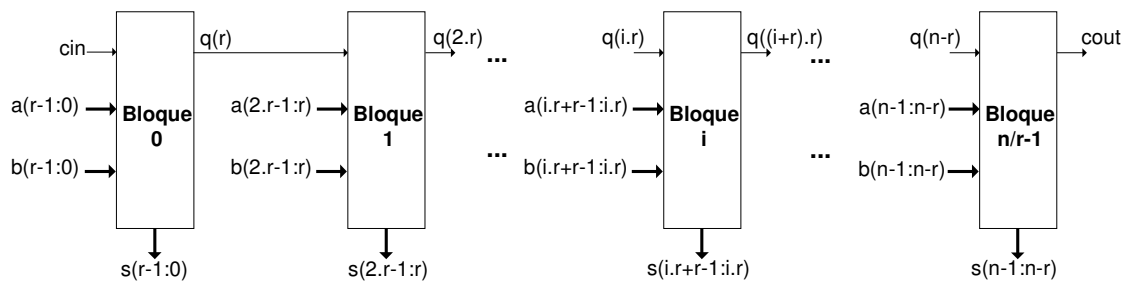 cin
q(r)
q(2.r)
q(i.r)
q((i+r).r)
q(n-r)
cout
...
...
a(r-1:0)
Bloque
0
a(2.r-1:r)
Bloque
1
a(i.r+r-1:i.r)
Bloque
i
a(n-1:n-r)
Bloque
n/r-1
b(r-1:0)
b(2.r-1:r)
...
b(i.r+r-1:i.r)
...
b(n-1:n-r)
s(r-1:0)
s(2.r-1:r)
s(i.r+r-1:i.r)
s(n-1:n-r)